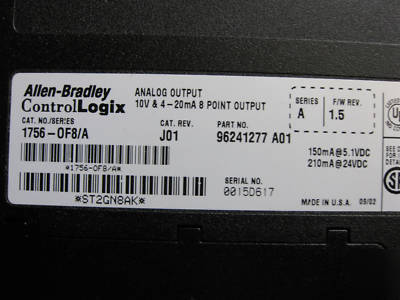 Allen-Bradley
ControlLogix
ANALOG OUTPUT
10V & 4-20mA 8 POINT OUTPUT
SERIES
A
F/W REV.
1.5
CAT. NO./SERIES
1756-OF8/A
CAT. REV.
J01
PART NO.
96241277 A01
150mA@5.1VDC
210mA@24VDC
*1756-OF8/A*
SERIAL NO.
0015D617
*ST2GN8AK*
MADE IN U.S.A.
09/02